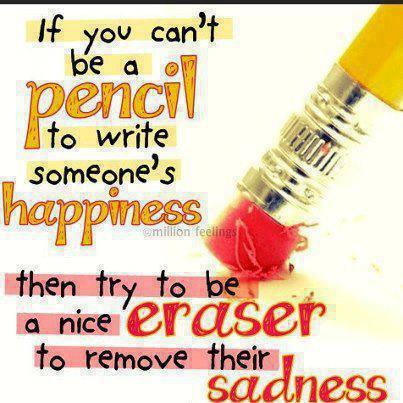 If you can't
be a
pencil
to write
someone's
happiness
©million feelings
then try to be
a nice eraser
to remove their
sadness